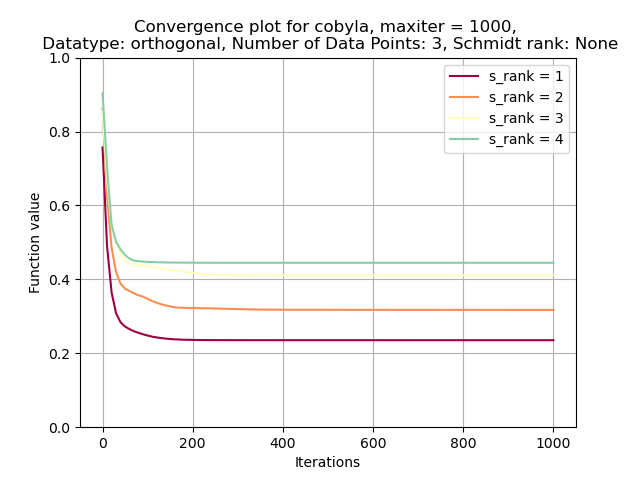 Convergence plot for cobyla, maxiter = 1000,
Datatype: orthogonal, Number of Data Points: 3, Schmidt rank: None
1.0
0.8
0.6
0.4
0.2
0.0
Function value
s_rank = 1
s_rank = 2
s_rank = 3
s_rank = 4
0 200 400 600 800 1000
Iterations